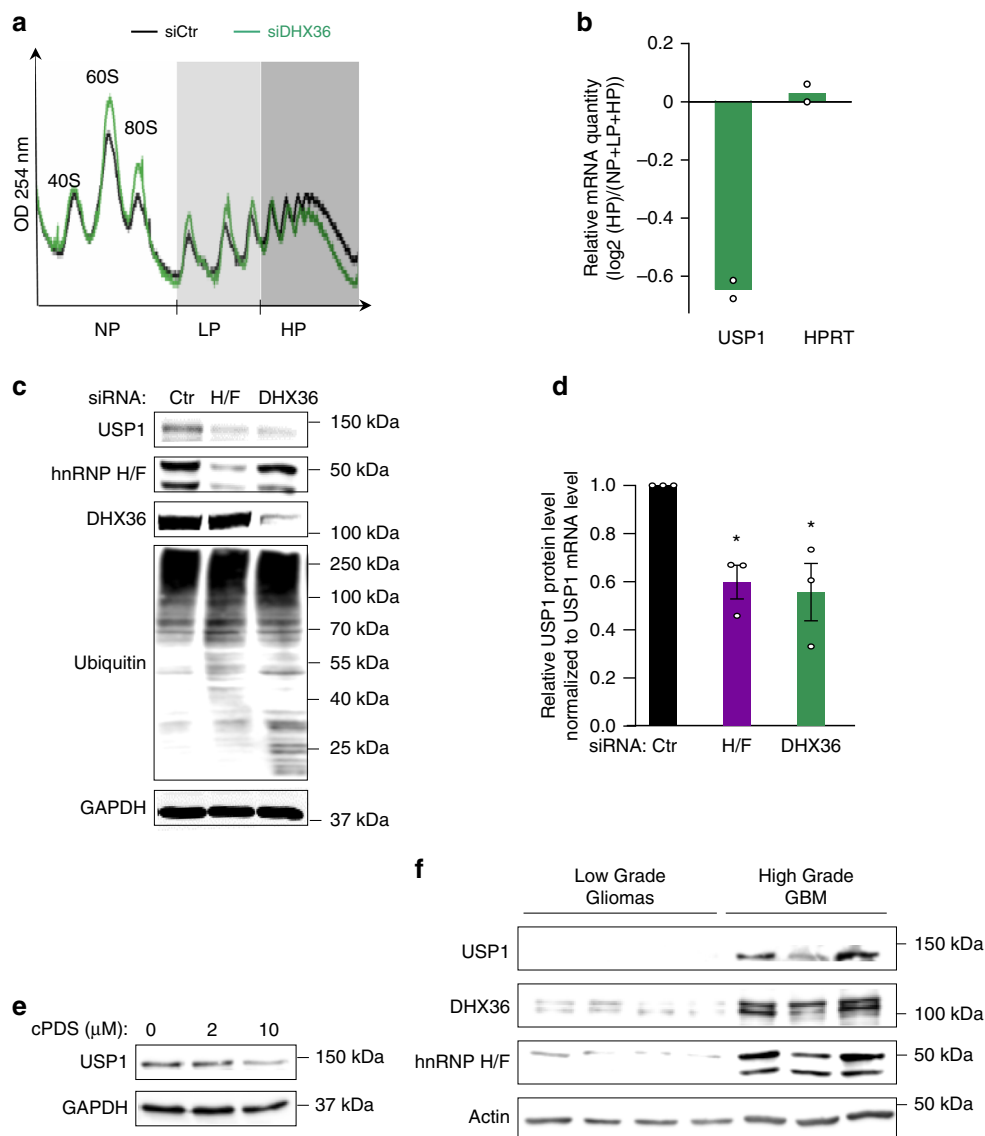 a
siCtr
siDHX36
OD 254 nm
40S
60S
80S
NP
LP
HP
b
Relative mRNA quantity
(log2 (HP)/(NP+LP+HP))
0.2
0
−0.2
−0.4
−0.6
USP1
HPRT
c
siRNA: Ctr H/F DHX36
USP1
150 kDa
hnRNP H/F
50 kDa
DHX36
100 kDa
Ubiquitin
250 kDa
100 kDa
70 kDa
55 kDa
40 kDa
25 kDa
GAPDH
37 kDa
d
Relative USP1 protein level
normalized to USP1 mRNA level
1.0
0.8
0.6
0.4
0.2
0.0
*
*
siRNA: Ctr H/F DHX36
e
cPDS (μM): 0 2 10
USP1
150 kDa
GAPDH
37 kDa
f
Low Grade
Gliomas
High Grade
GBM
USP1
150 kDa
DHX36
100 kDa
hnRNP H/F
50 kDa
Actin
50 kDa